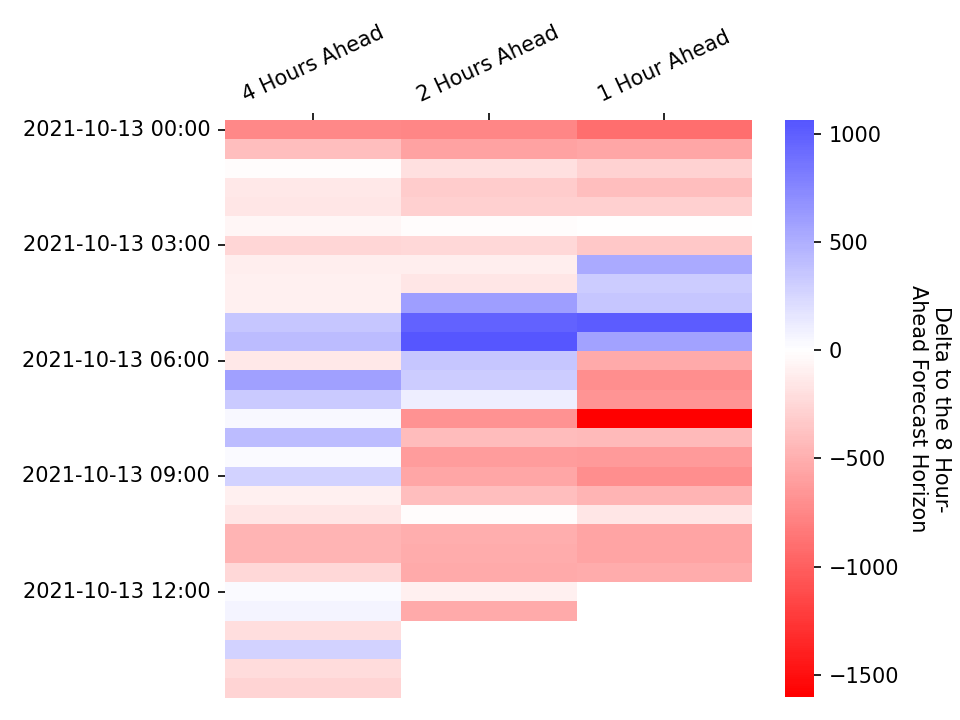 4 Hours Ahead
2 Hours Ahead
1 Hour Ahead
2021-10-13 00:00
2021-10-13 03:00
2021-10-13 06:00
2021-10-13 09:00
2021-10-13 12:00
1000
500
0
−500
−1000
−1500
Delta to the 8 Hour-
Ahead Forecast Horizon